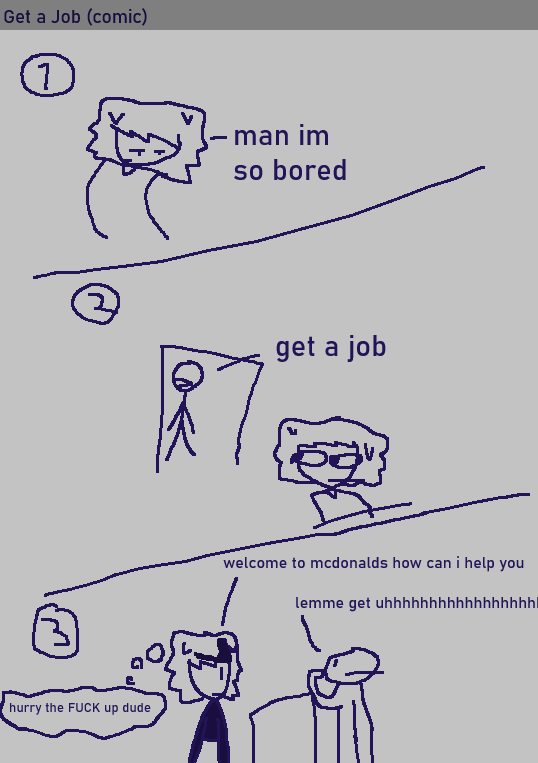 Get a Job (comic)
1
man im
so bored
2
get a job
3
welcome to mcdonalds how can i help you
lemme get uhhhhhhhhhhhhhhhhhh
hurry the FUCK up dude